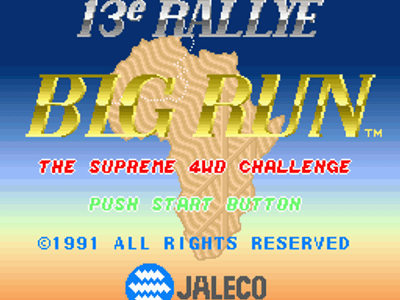 13e RALLYE
BIG RUN™
THE SUPREME 4WD CHALLENGE
PUSH START BUTTON
©1991 ALL RIGHTS RESERVED
JALECO